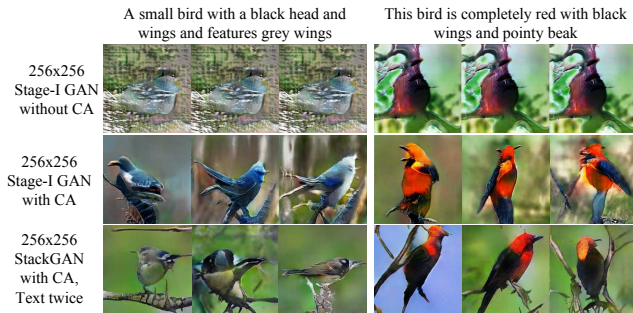 A small bird with a black head and
wings and features grey wings
This bird is completely red with black
wings and pointy beak
256x256
Stage-I GAN
without CA
256x256
Stage-I GAN
with CA
256x256
StackGAN
with CA,
Text twice